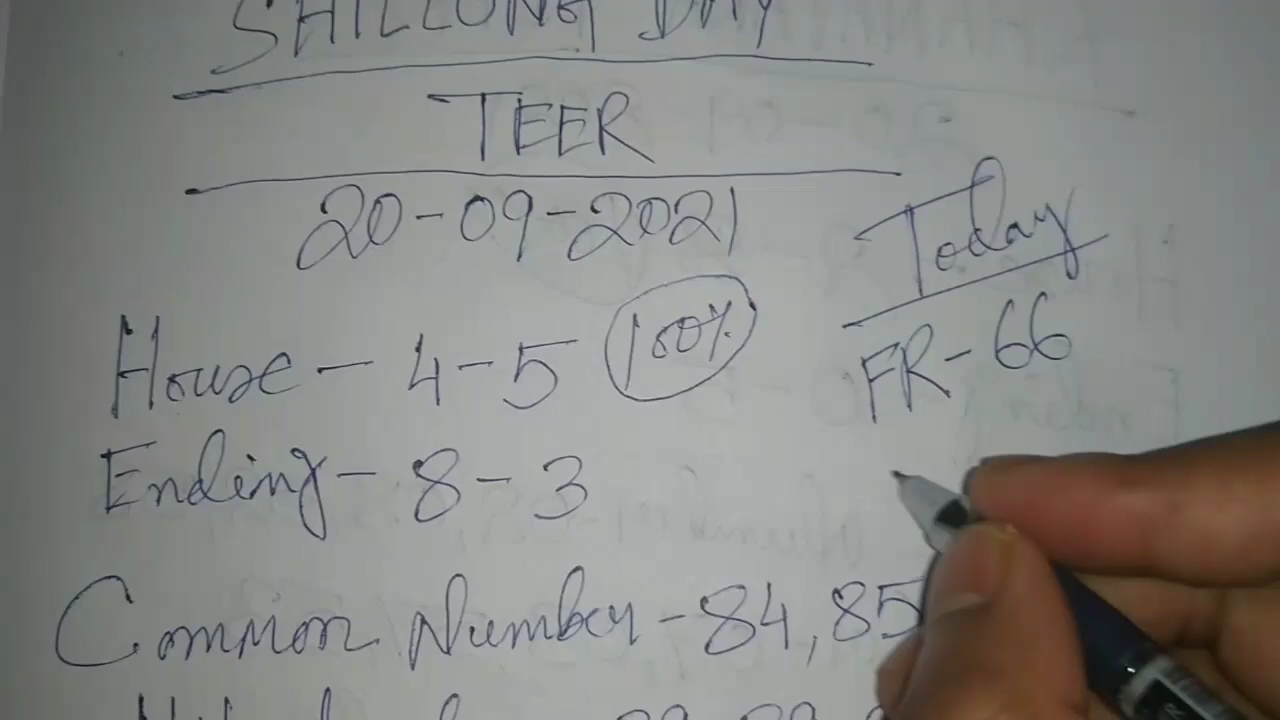 SHILLONG DAY
TEER
20-09-2021
House - 4-5 100%
Ending - 8-3
Common Number - 84, 85
Today
FR-66